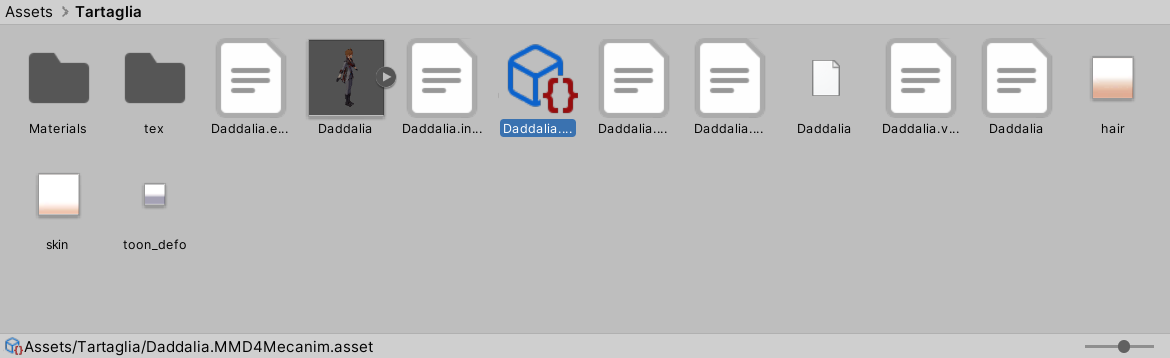 Assets > Tartaglia
Materials
tex
Daddalia.e...
Daddalia
Daddalia.in...
Daddalia....
Daddalia....
Daddalia....
Daddalia
Daddalia.v...
Daddalia
hair
skin
toon_defo
Assets/Tartaglia/Daddalia.MMD4Mecanim.asset